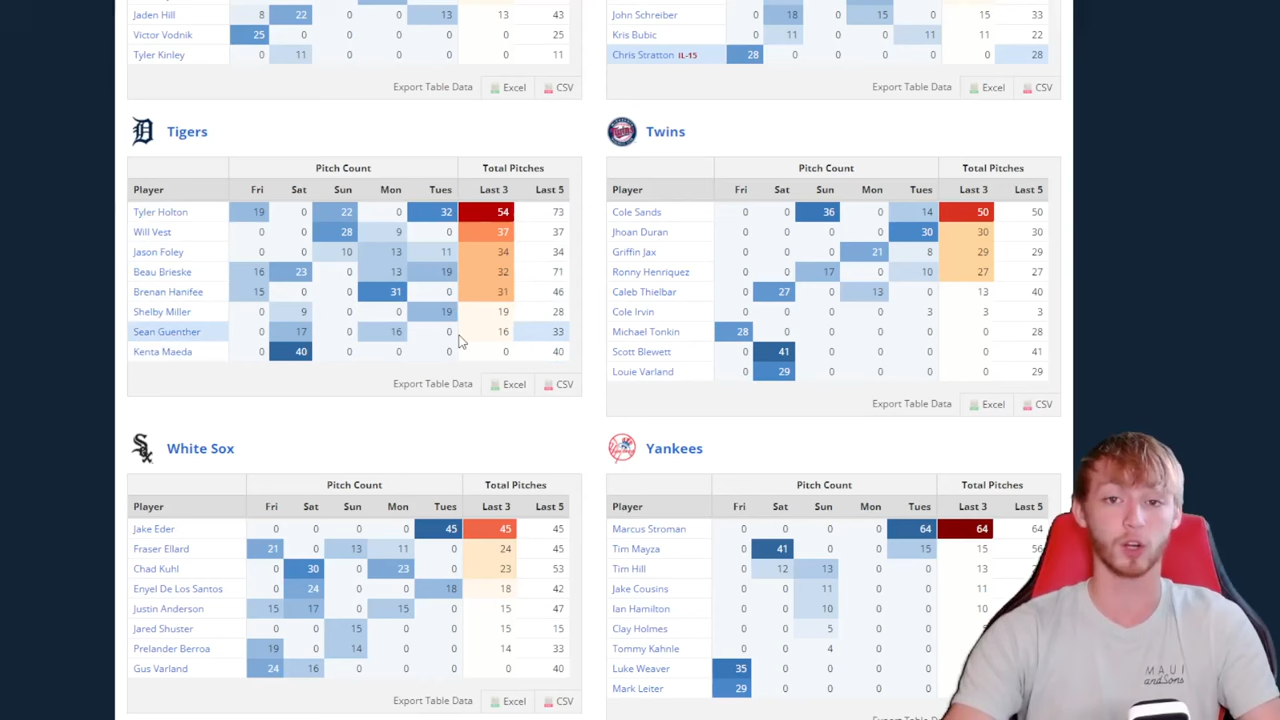 Jaden Hill 8 22 0 0 13 13 43
Victor Vodnik 25 0 0 0 0 0 25
Tyler Kinley 0 11 0 0 0 0 11
Export Table Data Excel CSV
John Schreiber 0 18 0 15 0 15 33
Kris Bubic 0 11 0 0 11 11 22
Chris Stratton IL-15 28 0 0 0 0 0 28
Export Table Data Excel CSV
Tigers
Pitch Count Total Pitches
Player Fri Sat Sun Mon Tues Last 3 Last 5
Tyler Holton 19 0 22 0 32 54 73
Will Vest 0 0 28 9 0 37 37
Jason Foley 0 0 10 13 11 34 34
Beau Brieske 16 23 0 13 19 32 71
Brenan Hanifee 15 0 0 31 0 31 46
Shelby Miller 0 9 0 0 19 19 28
Sean Guenther 0 17 0 16 0 16 33
Kenta Maeda 0 40 0 0 0 0 40
Export Table Data Excel CSV
Twins
Pitch Count Total Pitches
Player Fri Sat Sun Mon Tues Last 3 Last 5
Cole Sands 0 0 36 0 14 50 50
Jhoan Duran 0 0 0 0 30 30 30
Griffin Jax 0 0 0 21 8 29 29
Ronny Henriquez 0 0 17 0 10 27 27
Caleb Thielbar 0 27 0 13 0 13 40
Cole Irvin 0 0 0 0 3 3 3
Michael Tonkin 28 0 0 0 0 0 28
Scott Blewett 0 41 0 0 0 0 41
Louie Varland 0 29 0 0 0 0 29
Export Table Data Excel CSV
White Sox
Pitch Count Total Pitches
Player Fri Sat Sun Mon Tues Last 3 Last 5
Jake Eder 0 0 0 0 45 45 45
Fraser Ellard 21 0 13 11 0 24 45
Chad Kuhl 0 30 0 23 0 23 53
Enyel De Los Santos 0 24 0 0 18 18 42
Justin Anderson 15 17 0 15 0 15 47
Jared Shuster 0 0 15 0 0 15 15
Prelander Berroa 19 0 14 0 0 14 33
Gus Varland 24 16 0 0 0 0 40
Export Table Data Excel CSV
Yankees
Pitch Count Total Pitches
Player Fri Sat Sun Mon Tues Last 3 Last 5
Marcus Stroman 0 0 0 0 64 64 64
Tim Mayza 0 41 0 0 15 15 56
Tim Hill 0 12 13 0 0 13
Jake Cousins 0 0 11 0 0 11
Ian Hamilton 0 0 10 0 0 10
Clay Holmes 0 0 5 0 0
Tommy Kahnle 0 0 4 0 0
Luke Weaver 35 0 0 0 0
Mark Leiter 29 0 0 0 0
MAUI
andSons